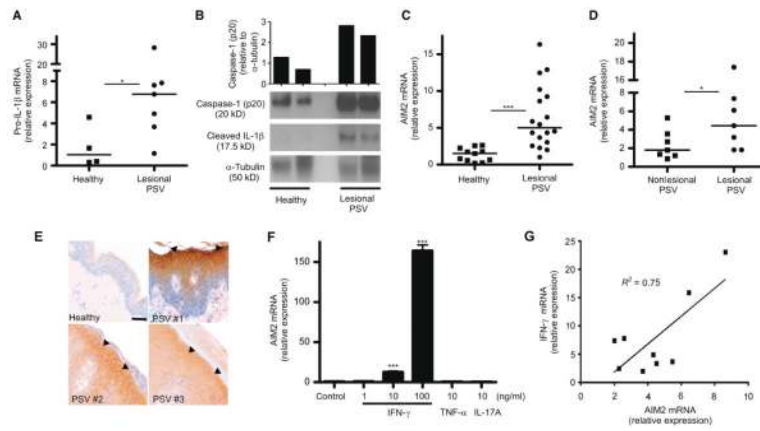 A
Pro-IL-1β mRNA
(relative expression)
30
20
10
8
6
4
2
0
*
Healthy
Lesional
PSV
B
Caspase-1 (p20)
(relative to
α-tubulin)
3
2
1
0
Caspase-1 (p20)
(20 kD)
Cleaved IL-1β
(17.5 kD)
α-Tubulin
(50 kD)
Healthy
Lesional
PSV
C
AIM2 mRNA
(relative expression)
20
15
10
5
0
***
Healthy
Lesional
PSV
D
AIM2 mRNA
(relative expression)
20
15
10
8
6
4
2
0
*
Nonlesional
PSV
Lesional
PSV
E
Healthy
PSV #1
PSV #2
PSV #3
F
AIM2 mRNA
(relative expression)
150
100
50
0
***
***
Control
1
10
100
10
10
(ng/ml)
IFN-γ
TNF-α
IL-17A
G
IFN-γ mRNA
(relative expression)
25
20
15
10
5
0
R² = 0.75
0
2
4
6
8
10
AIM2 mRNA
(relative expression)